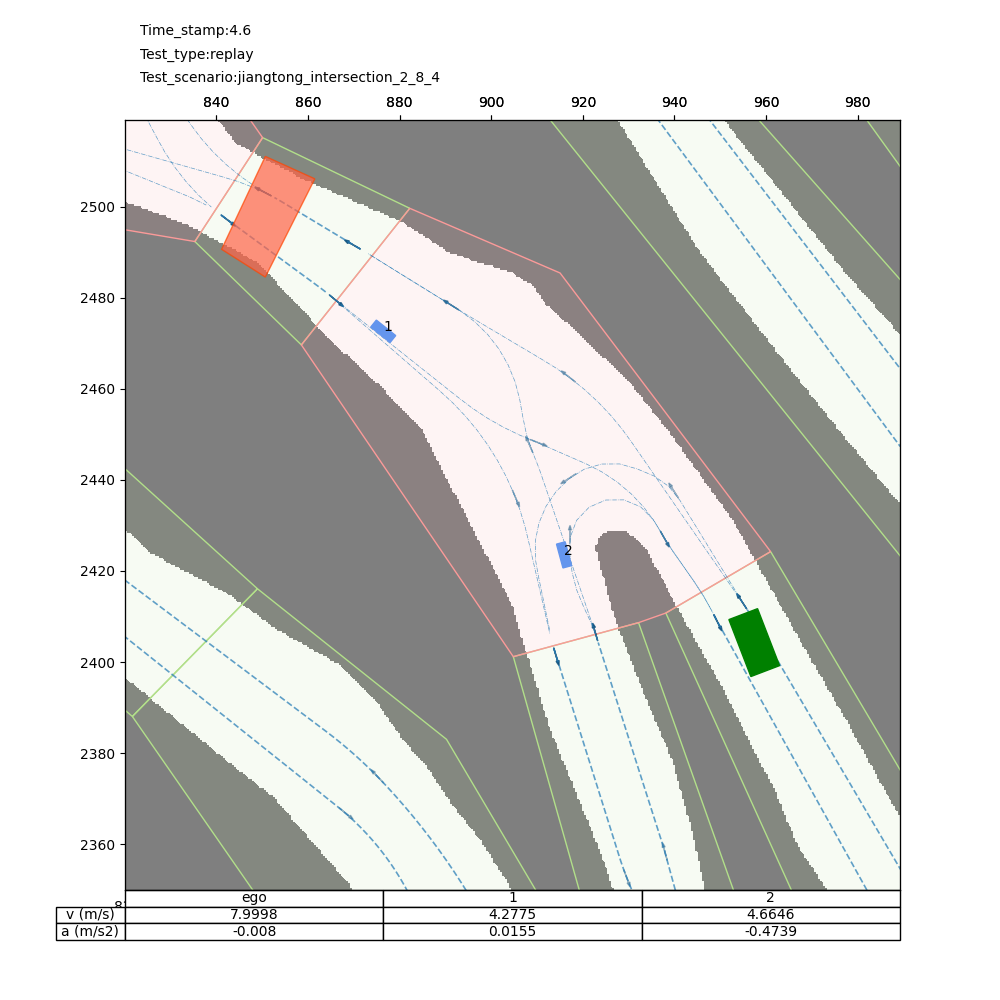 Time_stamp:4.6
Test_type:replay
Test_scenario:jiangtong_intersection_2_8_4
840 860 880 900 920 940 960 980
2500
2480
2460
2440
2420
2400
2380
2360
1
2
ego 1 2
v (m/s) 7.9998 4.2775 4.6646
a (m/s2) -0.008 0.0155 -0.4739